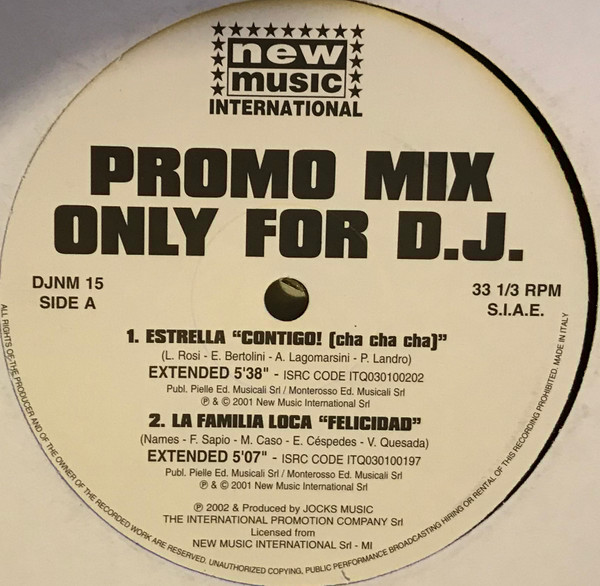 new
music
INTERNATIONAL
PROMO MIX
ONLY FOR D.J.
DJNM 15
SIDE A
33 1/3 RPM
S.I.A.E.
1. ESTRELLA "CONTIGO! (cha cha cha)"
(L. Rosi - E. Bertolini - A. Lagomarsini - P. Landro)
EXTENDED 5'38" - ISRC CODE ITQ030100202
Publ. Pielle Ed. Musicali Srl / Monterosso Ed. Musicali Srl
℗ & © 2001 New Music International Srl
2. LA FAMILIA LOCA "FELICIDAD"
(Names - F. Sapio - M. Caso - E. Céspedes - V. Quesada)
EXTENDED 5'07" - ISRC CODE ITQ030100197
Publ. Pielle Ed. Musicali Srl / Monterosso Ed. Musicali Srl
℗ & © 2001 New Music International Srl
℗ 2002 & Produced by JOCKS MUSIC
THE INTERNATIONAL PROMOTION COMPANY Srl
Licensed from
NEW MUSIC INTERNATIONAL Srl - MI
ALL RIGHTS OF THE PRODUCER AND OF THE OWNER OF THE RECORDED WORK ARE RESERVED. UNAUTHORIZED COPYING, PUBLIC PERFORMANCE BROADCASTING HIRING OR RENTAL OF THIS RECORDING PROHIBITED. MADE IN ITALY